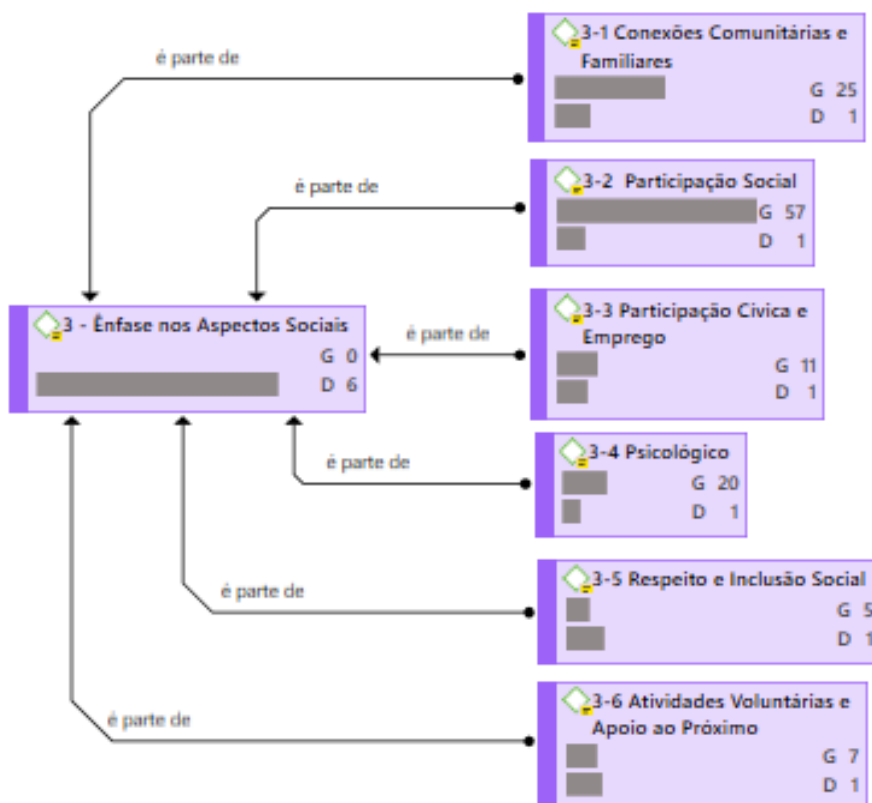 é parte de
3-1 Conexões Comunitárias e
Familiares
G 25
D 1
é parte de
3-2 Participação Social
G 57
D 1
3 - Ênfase nos Aspectos Sociais
G 0
D 6
é parte de
3-3 Participação Cívica e
Emprego
G 11
D 1
é parte de
3-4 Psicológico
G 20
D 1
é parte de
3-5 Respeito e Inclusão Social
G 5
D 1
é parte de
3-6 Atividades Voluntárias e
Apoio ao Próximo
G 7
D 1